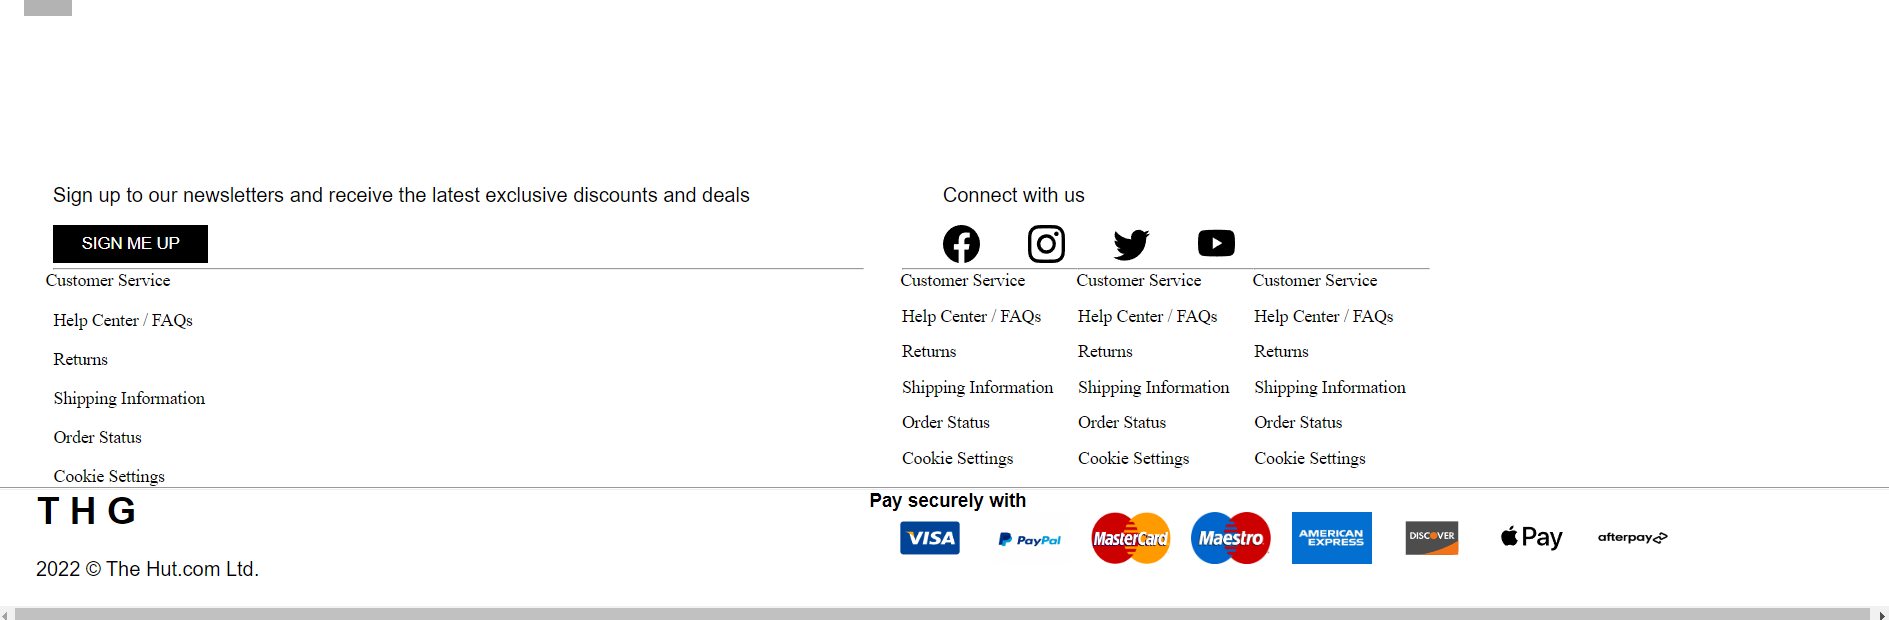 Sign up to our newsletters and receive the latest exclusive discounts and deals
SIGN ME UP
Connect with us
Customer Service
Help Center / FAQs
Returns
Shipping Information
Order Status
Cookie Settings
Customer Service
Help Center / FAQs
Returns
Shipping Information
Order Status
Cookie Settings
Customer Service
Help Center / FAQs
Returns
Shipping Information
Order Status
Cookie Settings
Customer Service
Help Center / FAQs
Returns
Shipping Information
Order Status
Cookie Settings
T H G
2022 © The Hut.com Ltd.
Pay securely with
VISA
PayPal
MasterCard
Maestro
AMERICAN
EXPRESS
DISCOVER
Pay
afterpay